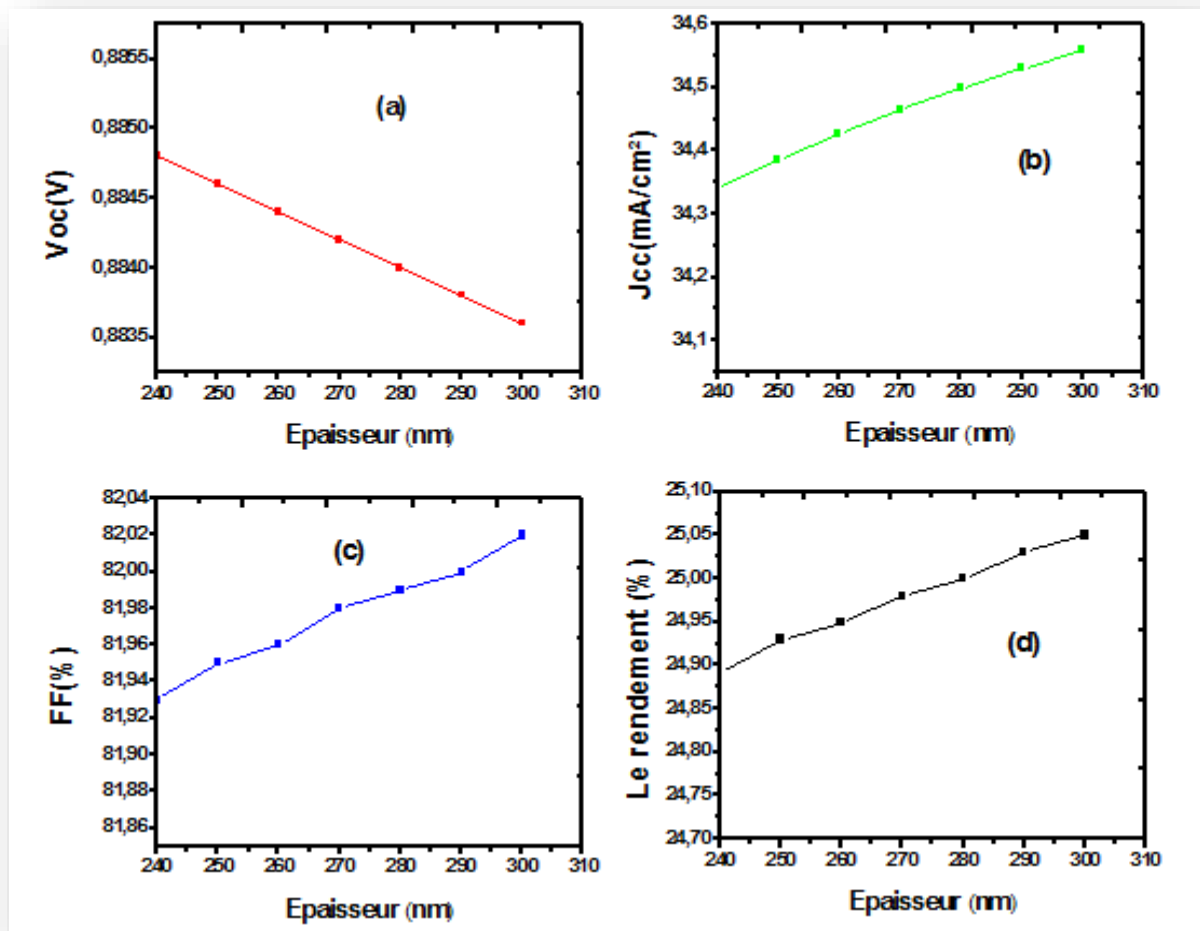 (a)
Voc(V)
0,8855
0,8850
0,8845
0,8840
0,8835
240 250 260 270 280 290 300 310
Epaisseur (nm)
(b)
Jcc(mA/cm²)
34,6
34,5
34,4
34,3
34,2
34,1
240 250 260 270 280 290 300 310
Epaisseur (nm)
(c)
FF(%)
82,04
82,02
82,00
81,98
81,96
81,94
81,92
81,90
81,88
81,86
240 250 260 270 280 290 300 310
Epaisseur (nm)
(d)
Le rendement (%)
25,10
25,05
25,00
24,95
24,90
24,85
24,80
24,75
24,70
240 250 260 270 280 290 300 310
Epaisseur (nm)